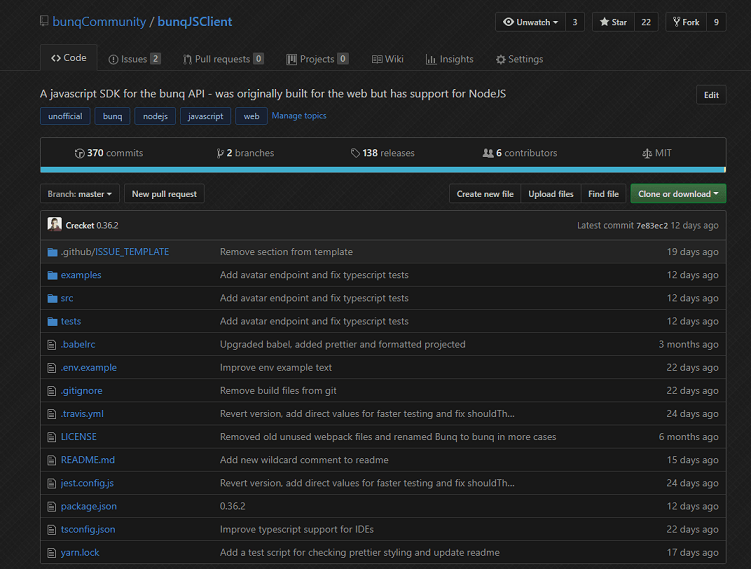 bunqCommunity / bunqJSClient Unwatch 3 Star 22 Fork 9
Code Issues 2 Pull requests 0 Projects 0 Wiki Insights Settings
A javascript SDK for the bunq API - was originally built for the web but has support for NodeJS Edit
unofficial bunq nodejs javascript web Manage topics
370 commits 2 branches 138 releases 6 contributors MIT
Branch: master New pull request Create new file Upload files Find file Clone or download
Crecket 0.36.2 Latest commit 7e83ec2 12 days ago
.github/ISSUE_TEMPLATE Remove section from template 19 days ago
examples Add avatar endpoint and fix typescript tests 12 days ago
src Add avatar endpoint and fix typescript tests 12 days ago
tests Add avatar endpoint and fix typescript tests 12 days ago
.babelrc Upgraded babel, added prettier and formatted projected 3 months ago
.env.example Improve env example text 22 days ago
.gitignore Remove build files from git 22 days ago
.travis.yml Revert version, add direct values for faster testing and fix shouldTh... 24 days ago
LICENSE Removed old unused webpack files and renamed Bunq to bunq in more cases 6 months ago
README.md Add new wildcard comment to readme 15 days ago
jest.config.js Revert version, add direct values for faster testing and fix shouldTh... 24 days ago
package.json 0.36.2 12 days ago
tsconfig.json Improve typescript support for IDEs 22 days ago
yarn.lock Add a test script for checking prettier styling and update readme 17 days ago